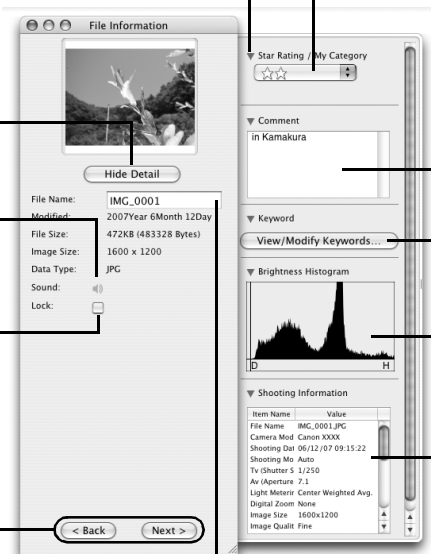 File Information
Hide Detail
File Name: IMG_0001
Modified: 2007Year 6Month 12Day
File Size: 472KB (483328 Bytes)
Image Size: 1600 x 1200
Data Type: JPG
Sound:
Lock:
< Back Next >
Star Rating / My Category
Comment
in Kamakura
Keyword
View/Modify Keywords...
Brightness Histogram
D H
Shooting Information
Item Name Value
File Name IMG_0001.JPG
Camera Mod Canon XXXX
Shooting Dat 06/12/07 09:15:22
Shooting Mo Auto
Tv (Shutter S 1/250
Av (Aperture 7.1
Light Meterin Center Weighted Avg.
Digital Zoom None
Image Size 1600x1200
Image Qualit Fine